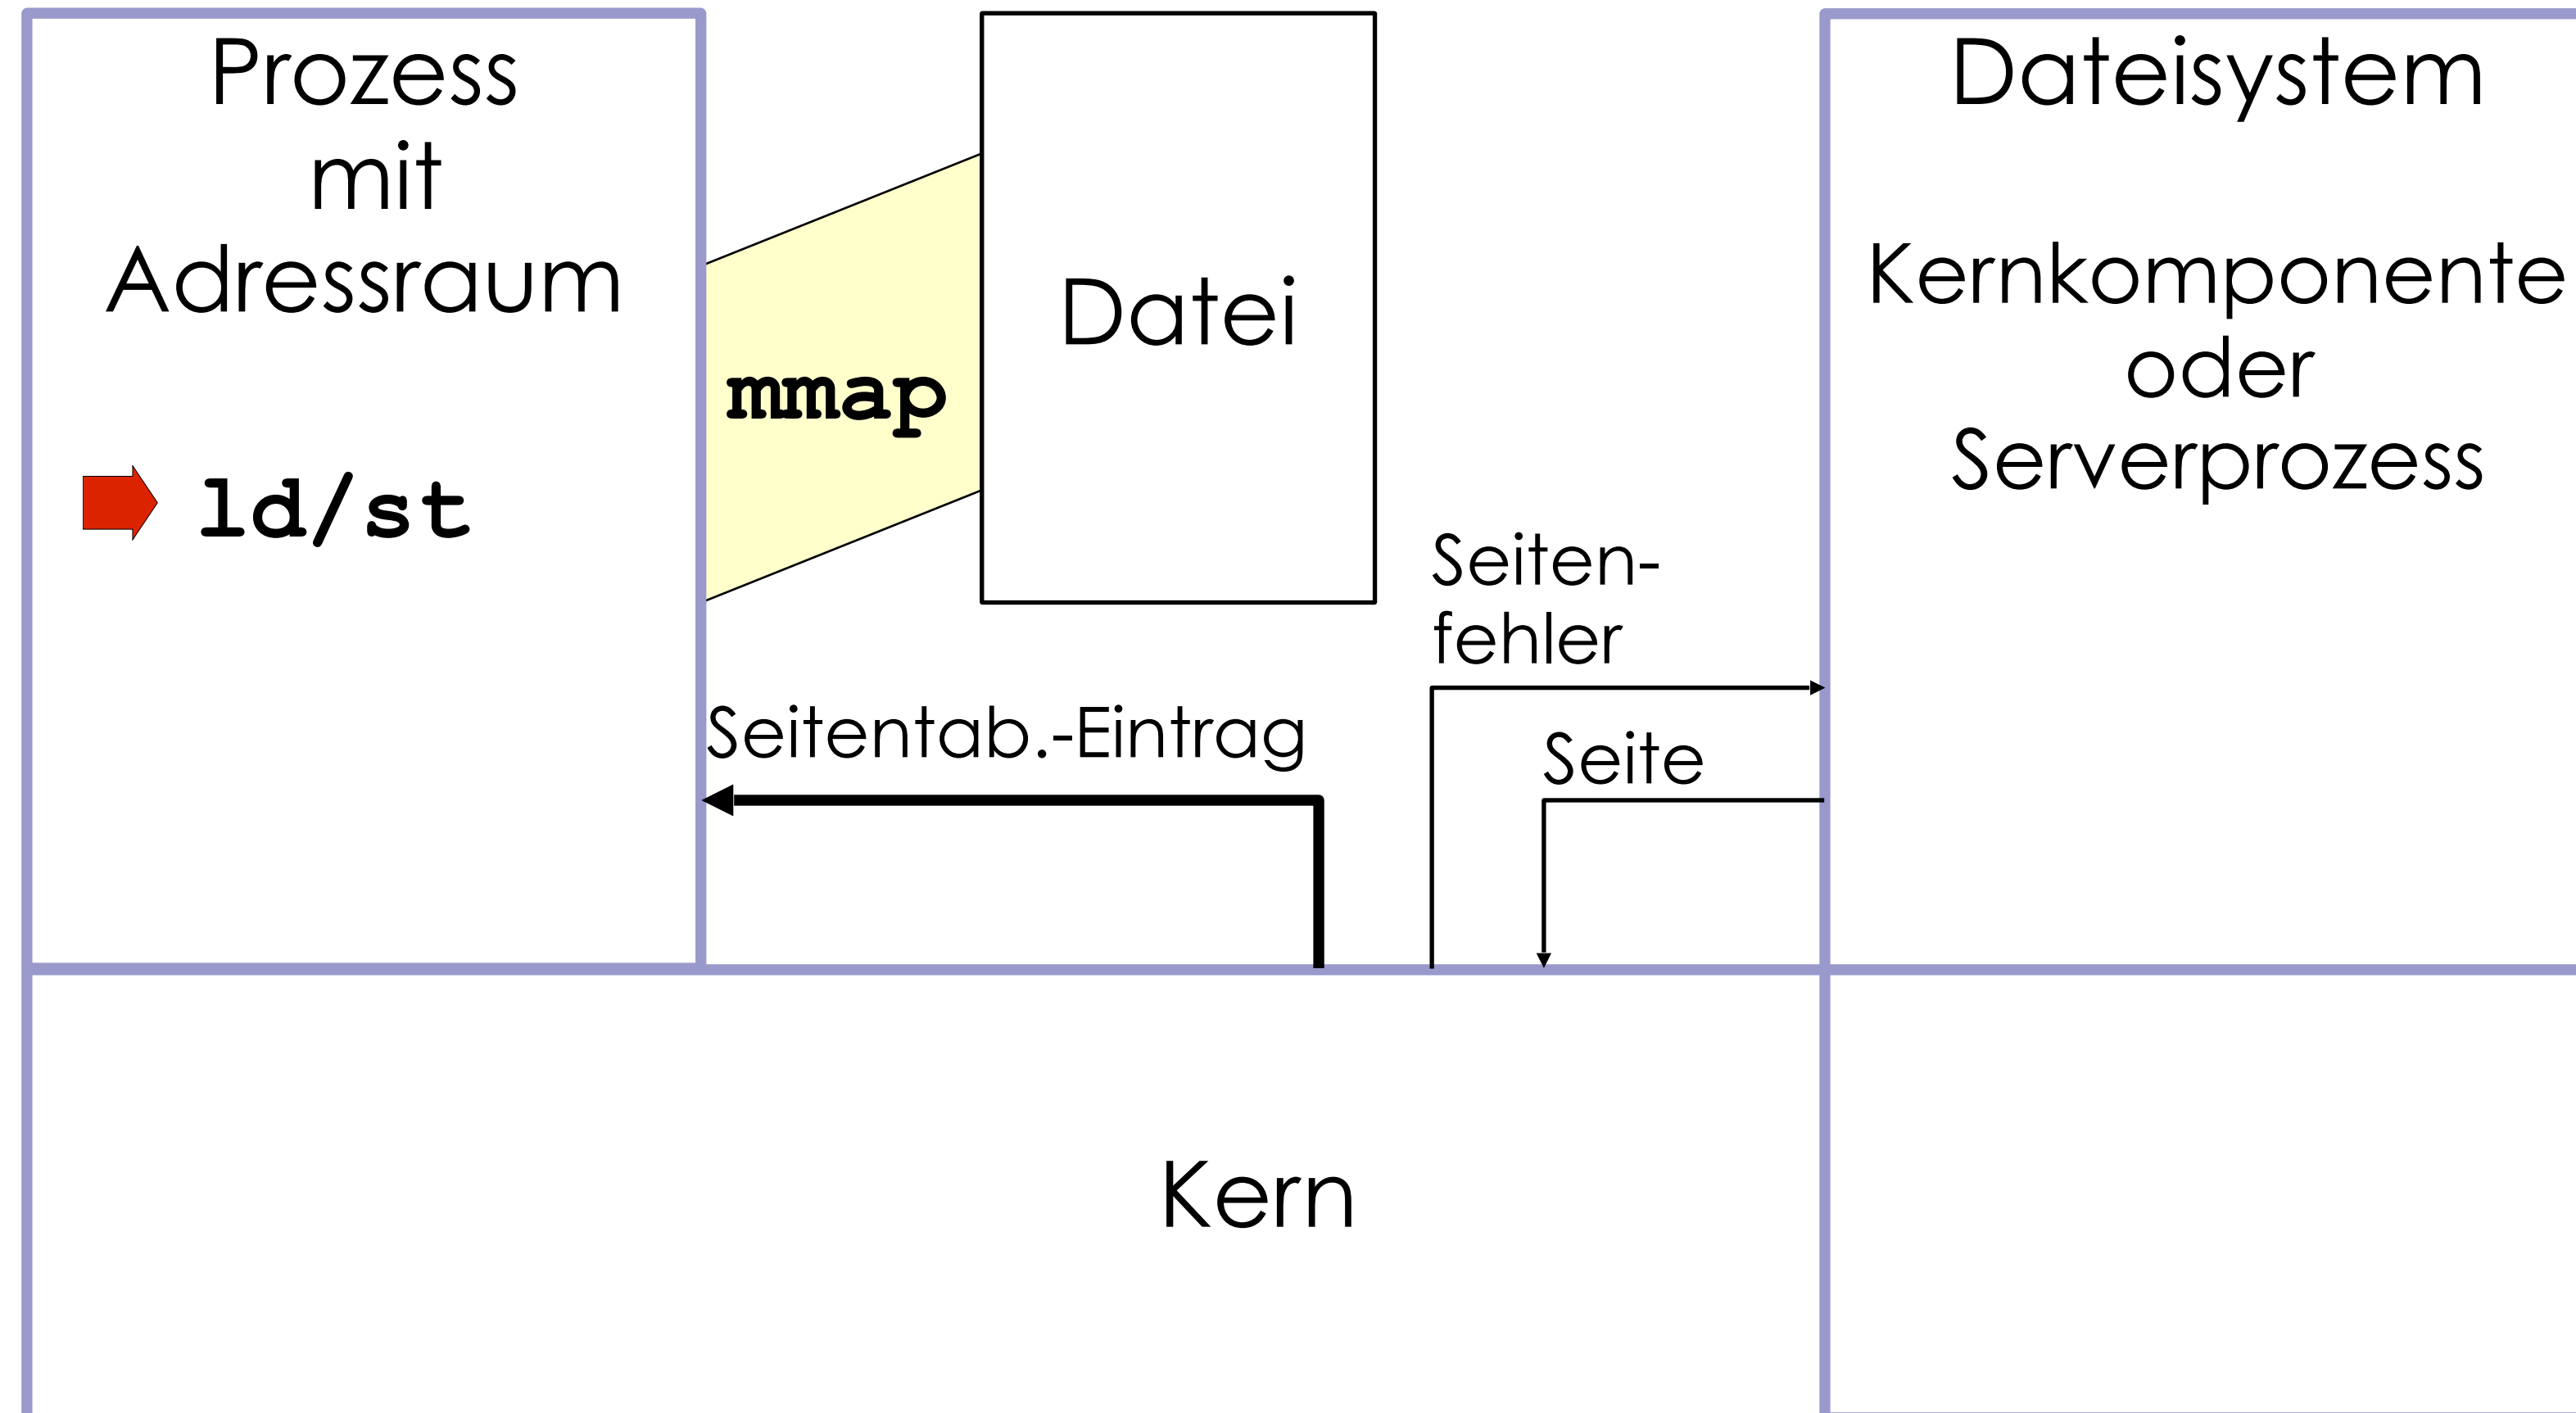 Prozess
mit
Adressraum
ld/st
mmap
Datei
Seitentab.-Eintrag
Seiten-
fehler
Seite
Dateisystem
Kernkomponente
oder
Serverprozess
Kern